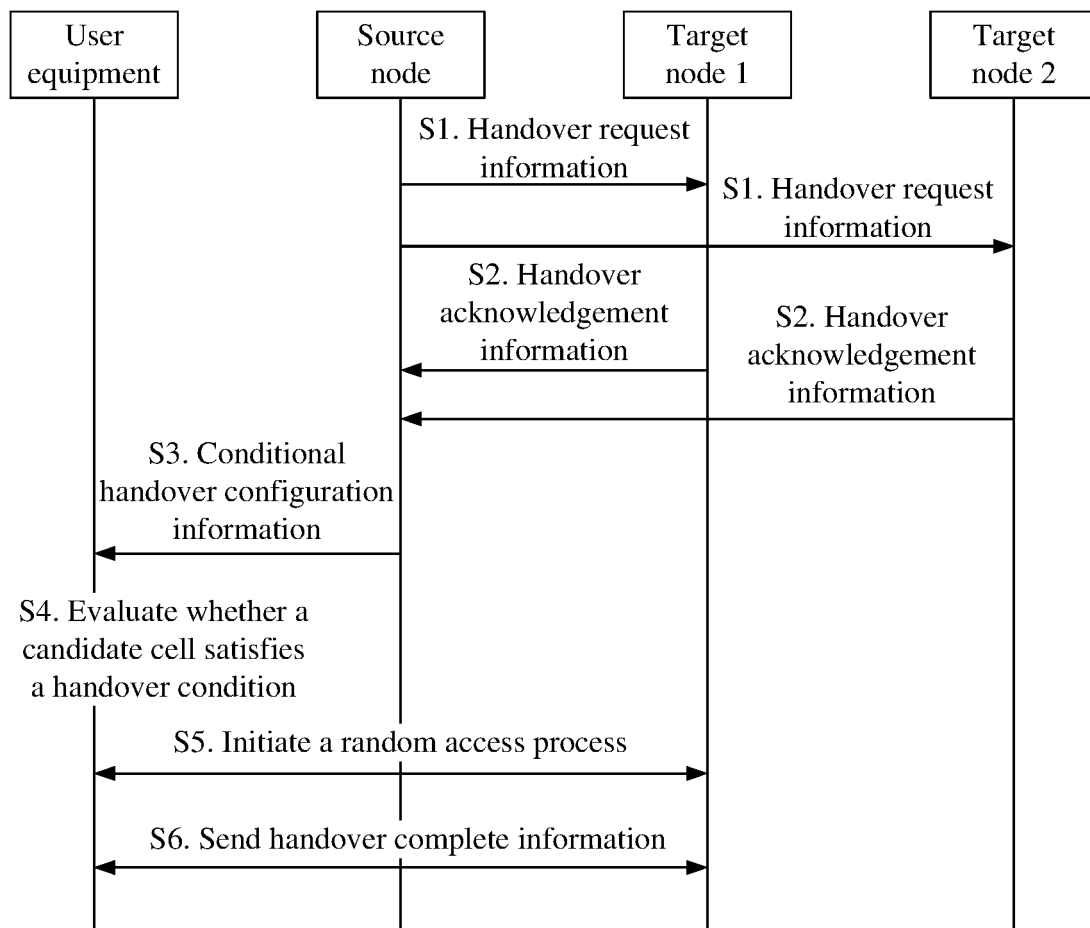 User
equipment
Source
node
Target
node 1
Target
node 2
S1. Handover request
information
S1. Handover request
information
S2. Handover
acknowledgement
information
S2. Handover
acknowledgement
information
S3. Conditional
handover configuration
information
S4. Evaluate whether a
candidate cell satisfies
a handover condition
S5. Initiate a random access process
S6. Send handover complete information